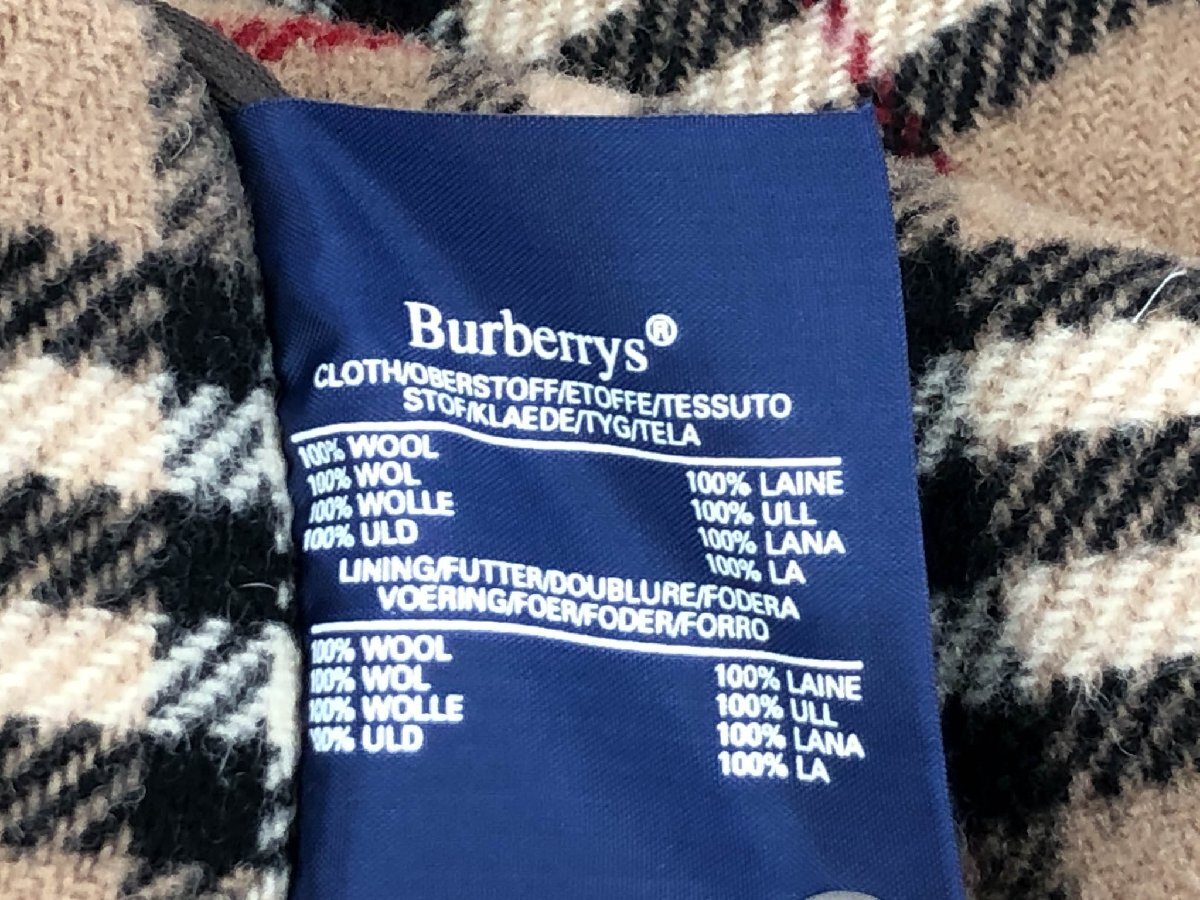 Burberrys®
CLOTH/OBERSTOFF/ETOFFE/TESSUTO
STOF/KLAEDE/TYG/TELA
100% WOOL
100% WOL
100% WOLLE
100% ULD
100% LAINE
100% ULL
100% LANA
100% LA
LINING/FUTTER/DOUBLURE/FODERA
VOERING/FOER/FODER/FORRO
100% WOOL
100% WOL
100% WOLLE
100% ULD
100% LAINE
100% ULL
100% LANA
100% LA